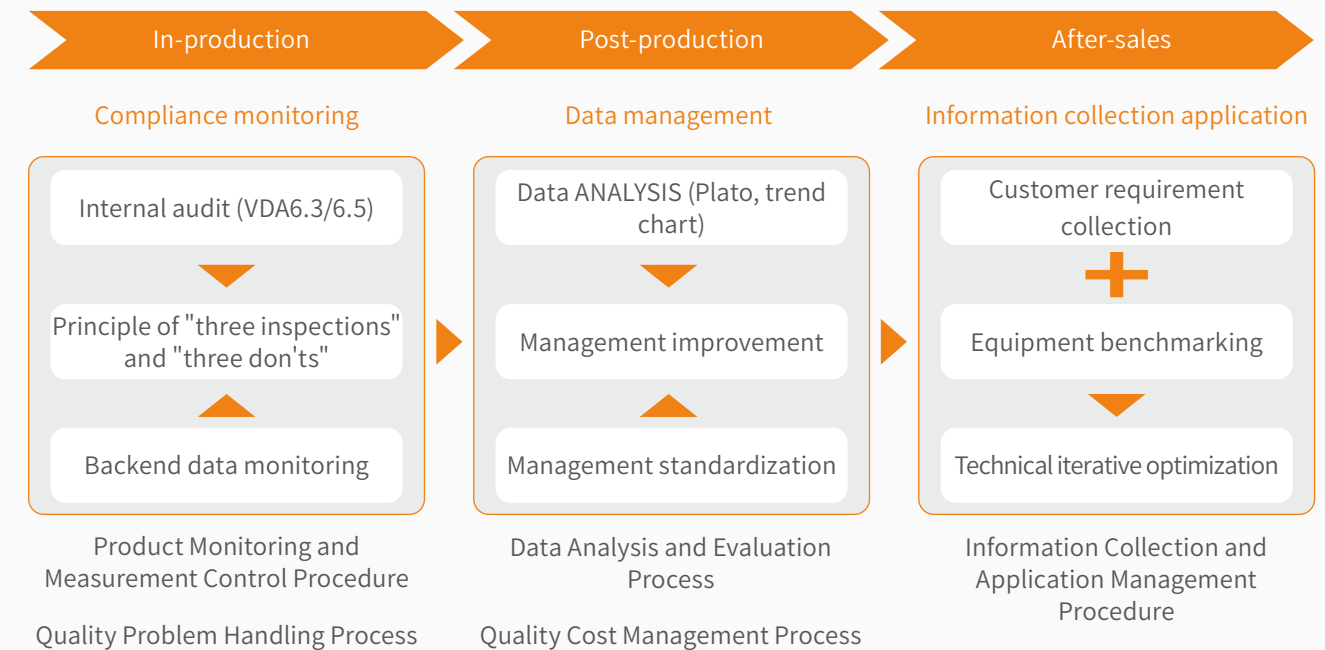 In-production
Post-production
After-sales
Compliance monitoring
Data management
Information collection application
Internal audit (VDA6.3/6.5)
Principle of "three inspections"
and "three don'ts"
Backend data monitoring
Data ANALYSIS (Plato, trend
chart)
Management improvement
Management standardization
Customer requirement
collection
Equipment benchmarking
Technical iterative optimization
Product Monitoring and
Measurement Control Procedure
Quality Problem Handling Process
Data Analysis and Evaluation
Process
Quality Cost Management Process
Information Collection and
Application Management
Procedure